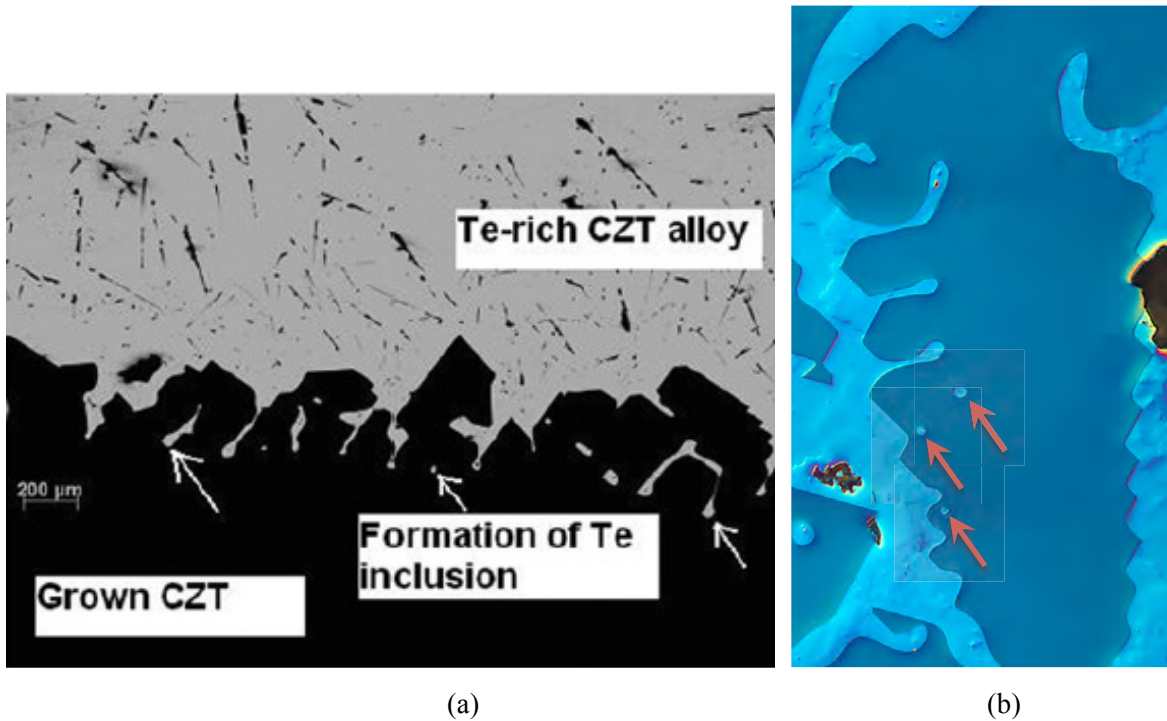 Te-rich CZT alloy
200 µm
Formation of Te
inclusion
Grown CZT
(a)
(b)